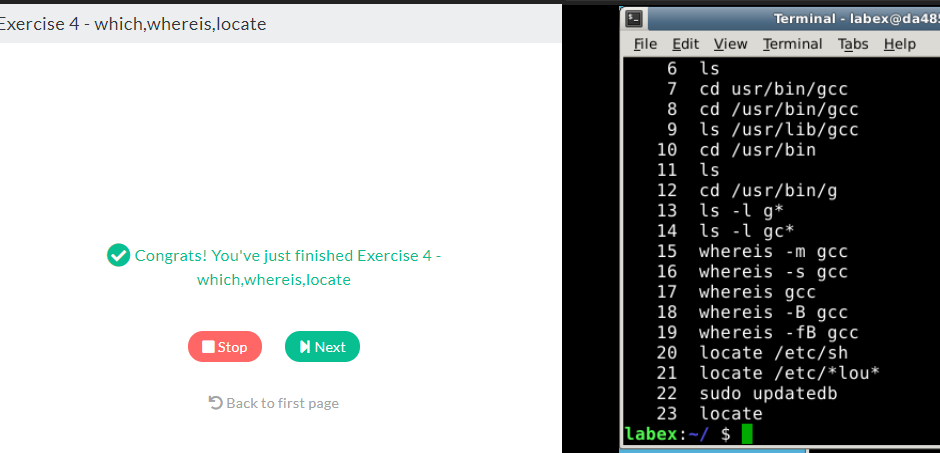 Exercise 4 - which,whereis,locate
Congrats! You've just finished Exercise 4 -
which,whereis,locate
Stop
Next
Back to first page
Terminal - labex@da485
File Edit View Terminal Tabs Help
6 ls
7 cd usr/bin/gcc
8 cd /usr/bin/gcc
9 ls /usr/lib/gcc
10 cd /usr/bin
11 ls
12 cd /usr/bin/g
13 ls -l g*
14 ls -l gc*
15 whereis -m gcc
16 whereis -s gcc
17 whereis gcc
18 whereis -B gcc
19 whereis -fB gcc
20 locate /etc/sh
21 locate /etc/*lou*
22 sudo updatedb
23 locate
labex:~/ $